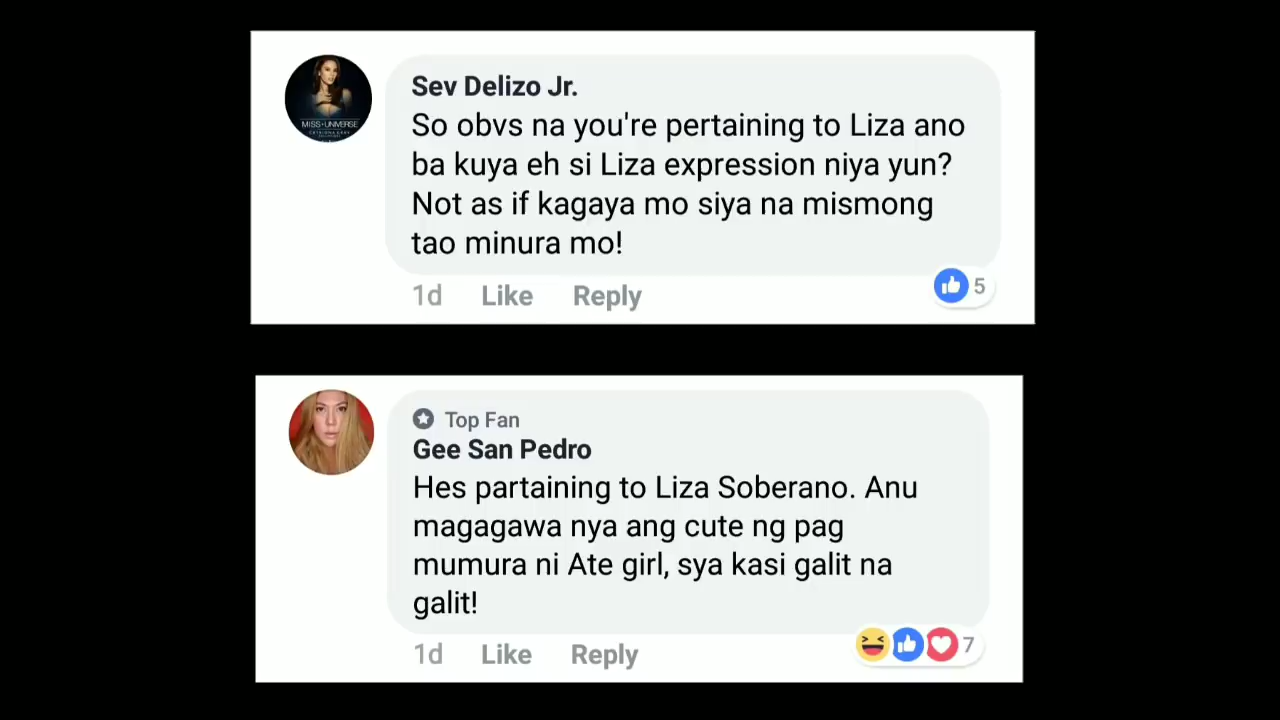 MISS UNIVERSE
Sev Delizo Jr.
So obvs na you're pertaining to Liza ano
ba kuya eh si Liza expression niya yun?
Not as if kagaya mo siya na mismong
tao minura mo!
1d Like Reply 5
Top Fan
Gee San Pedro
Hes partaining to Liza Soberano. Anu
magagawa nya ang cute ng pag
mumura ni Ate girl, sya kasi galit na
galit!
1d Like Reply 7